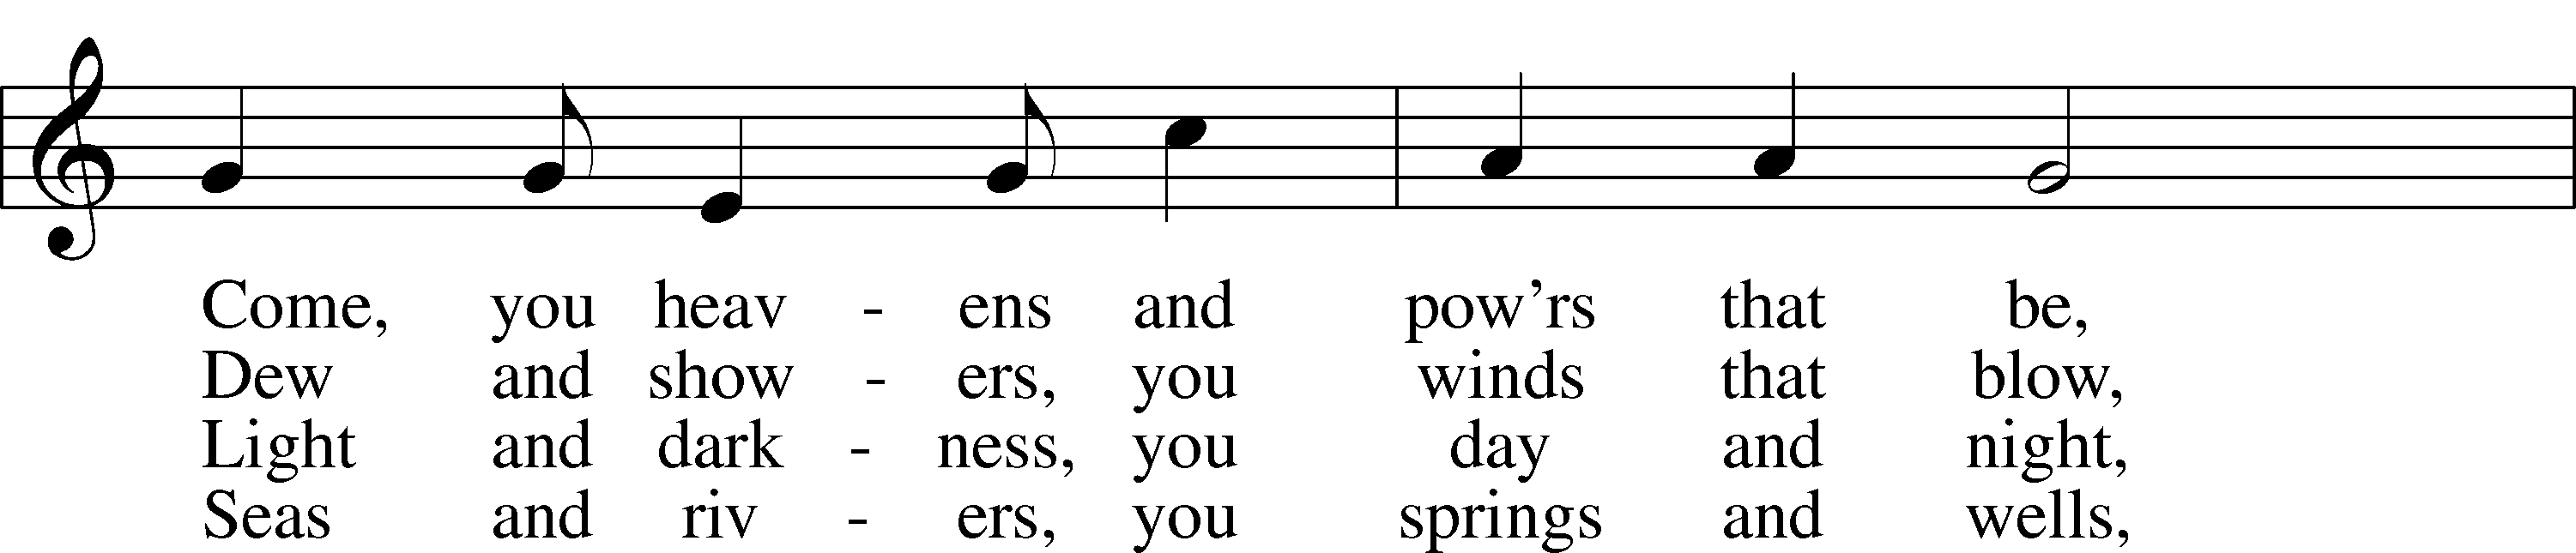 Come, you heav - ens and pow'rs that be,
Dew and show - ers, you winds that blow,
Light and dark - ness, you day and night,
Seas and riv - ers, you springs and wells,